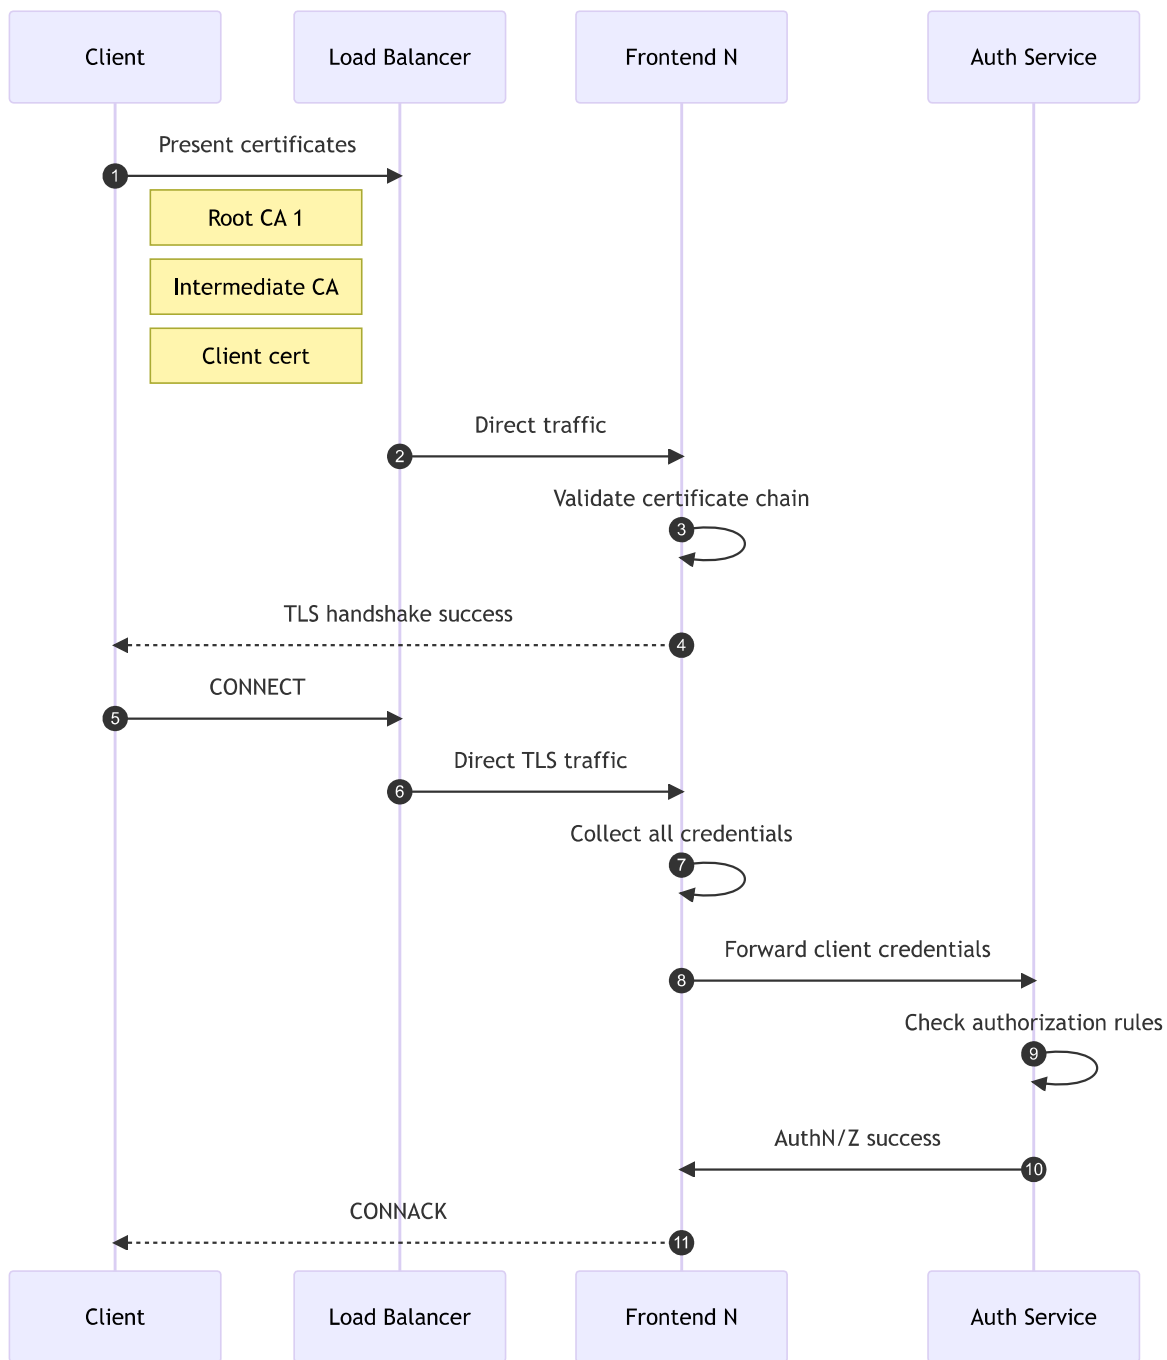 Client
Load Balancer
Frontend N
Auth Service
Present certificates
1
Root CA 1
Intermediate CA
Client cert
Direct traffic
2
Validate certificate chain
3
TLS handshake success
4
CONNECT
5
Direct TLS traffic
6
Collect all credentials
7
Forward client credentials
8
Check authorization rules
9
AuthN/Z success
10
CONNACK
11
Client
Load Balancer
Frontend N
Auth Service